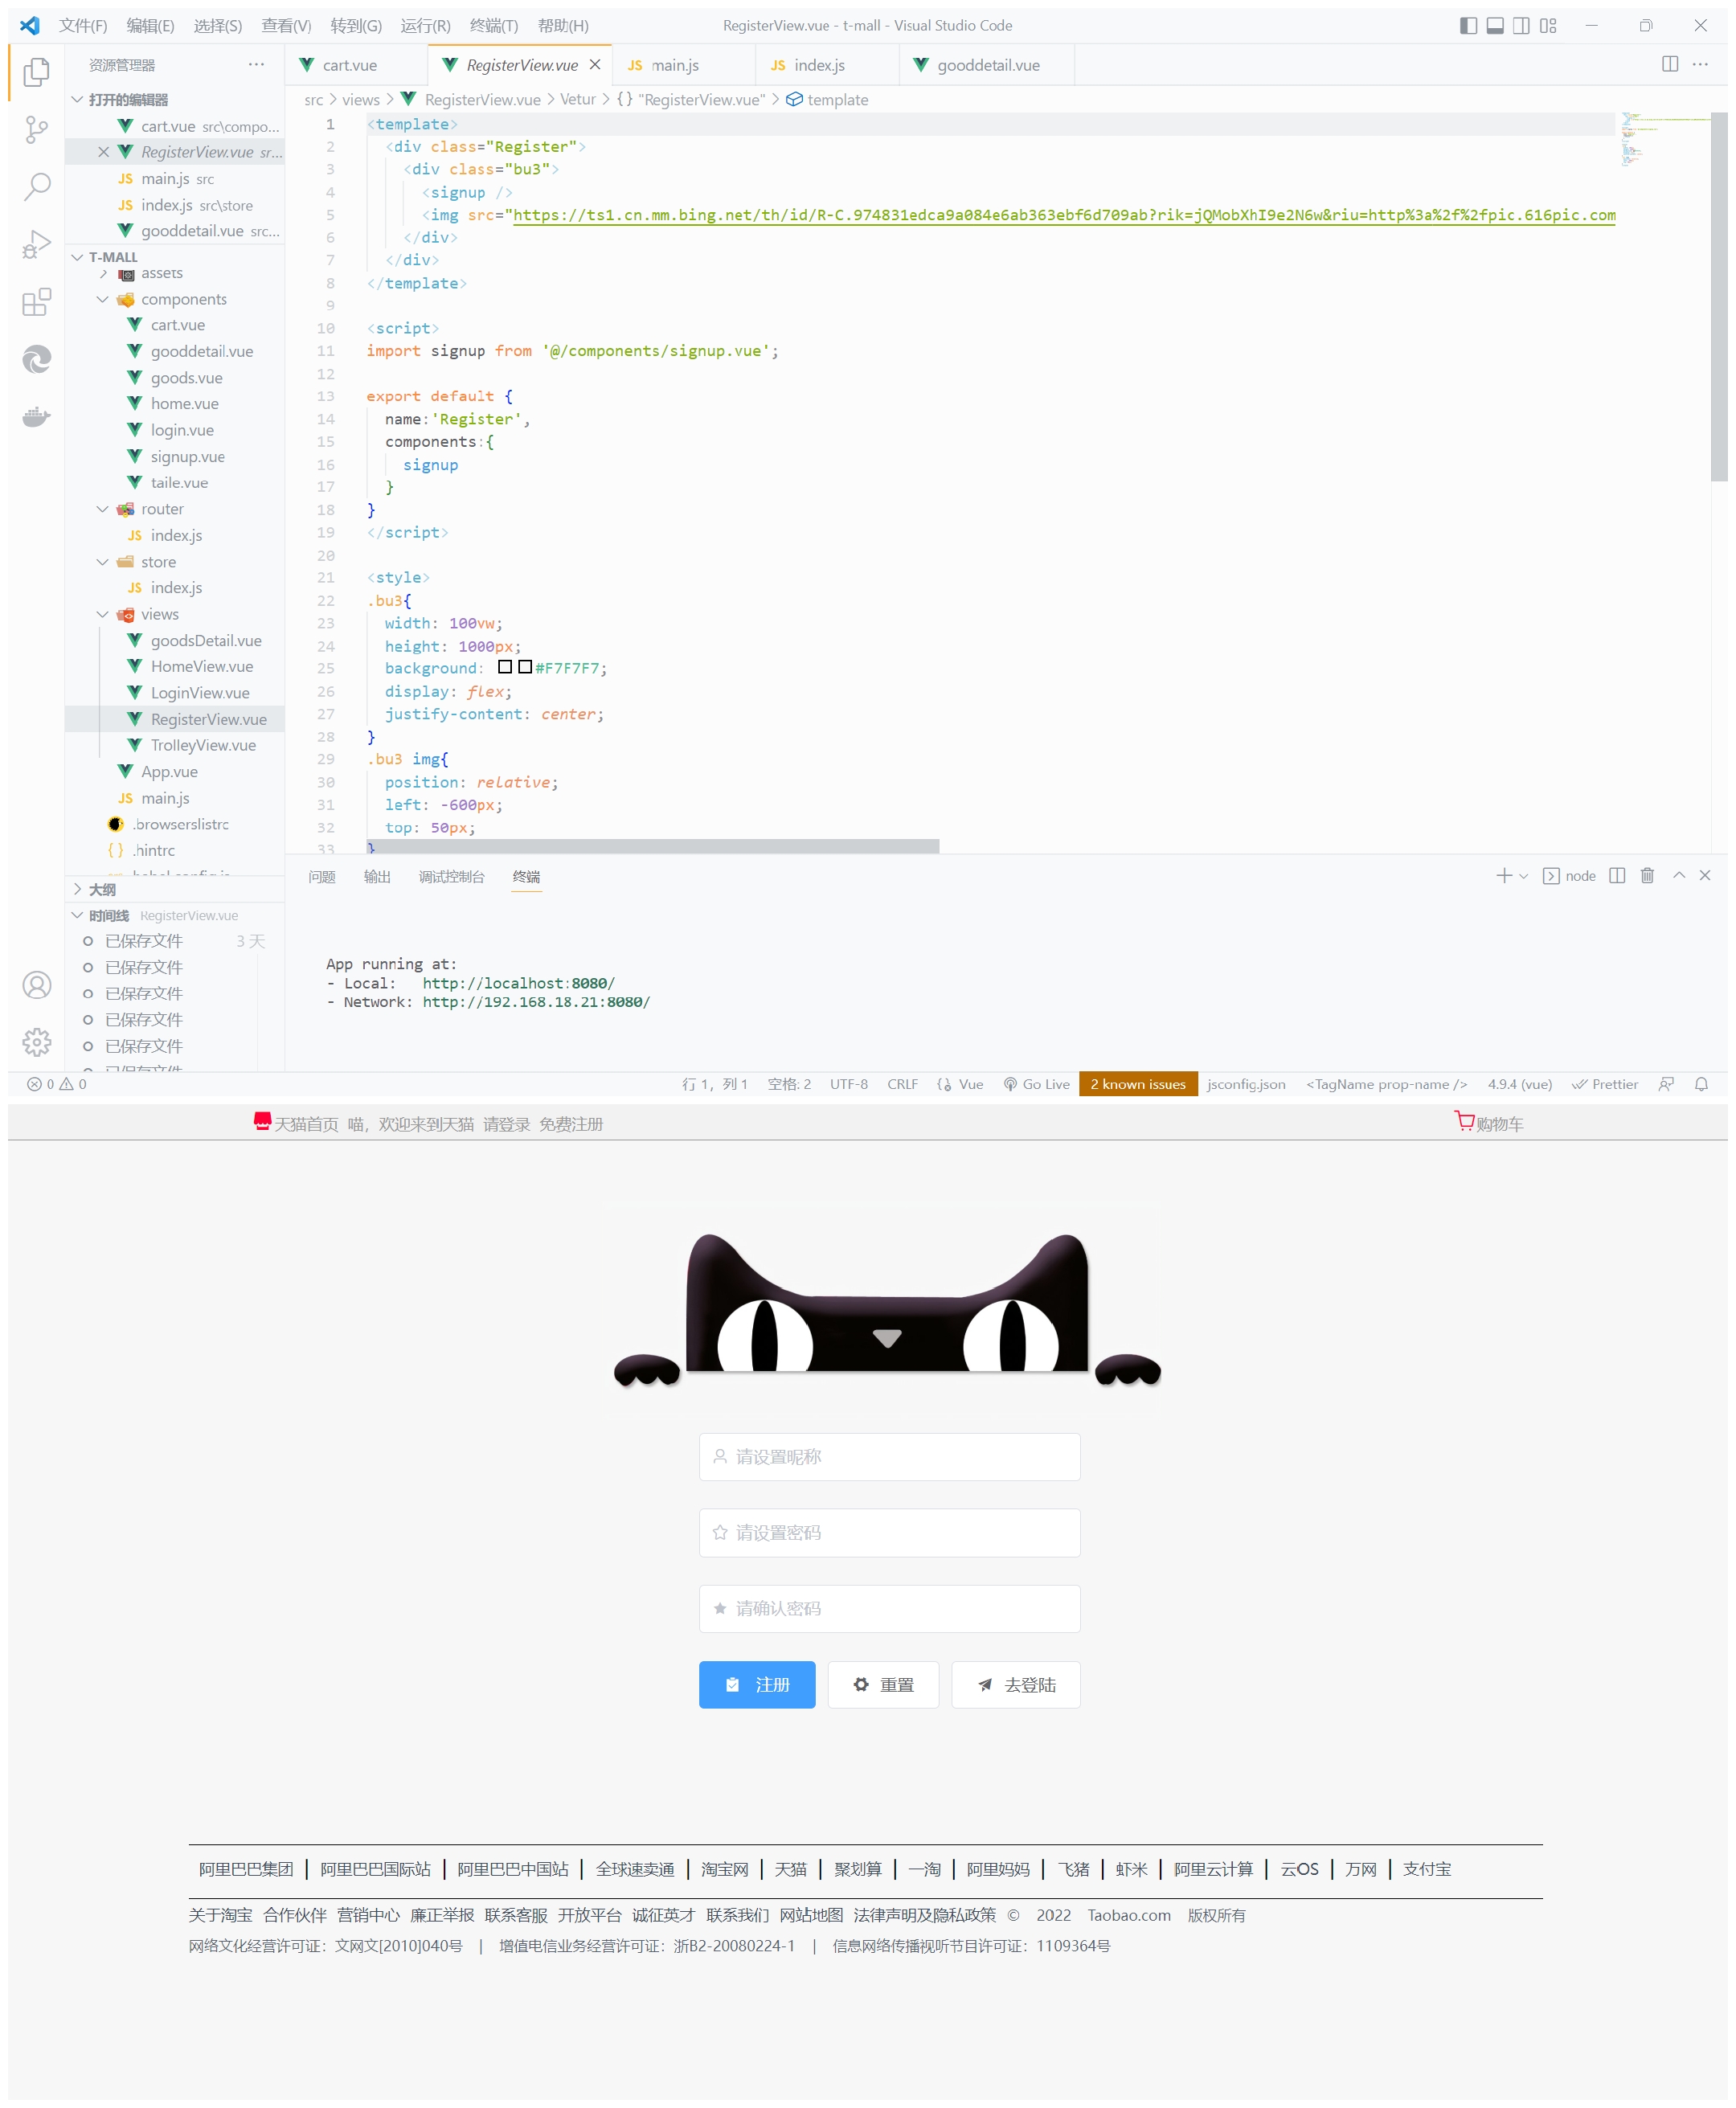 文件(F) 编辑(E) 选择(S) 查看(V) 转到(G) 运行(R) 终端(T) 帮助(H) RegisterView.vue - t-mall - Visual Studio Code
资源管理器
打开的编辑器
cart.vue src\compo...
RegisterView.vue sr...
main.js src
index.js src\store
gooddetail.vue src...
T-MALL
assets
components
cart.vue
gooddetail.vue
goods.vue
home.vue
login.vue
signup.vue
taile.vue
router
index.js
store
index.js
views
goodsDetail.vue
HomeView.vue
LoginView.vue
RegisterView.vue
TrolleyView.vue
App.vue
main.js
.browserslistrc
.hintrc
大纲
时间线 RegisterView.vue
已保存文件 3 天
已保存文件
已保存文件
已保存文件
已保存文件
cart.vue RegisterView.vue main.js index.js gooddetail.vue
src > views > RegisterView.vue > Vetur > {} "RegisterView.vue" > template
1 <template>
2 <div class="Register">
3 <div class="bu3">
4 <signup />
5 <img src="https://ts1.cn.mm.bing.net/th/id/R-C.974831edca9a084e6ab363ebf6d709ab?rik=jQMobXhI9e2N6w&riu=http%3a%2f%2fpic.616pic.com
6 </div>
7 </div>
8 </template>
9
10 <script>
11 import signup from '@/components/signup.vue';
12
13 export default {
14 name:'Register',
15 components:{
16 signup
17 }
18 }
19 </script>
20
21 <style>
22 .bu3{
23 width: 100vw;
24 height: 1000px;
25 background: #F7F7F7;
26 display: flex;
27 justify-content: center;
28 }
29 .bu3 img{
30 position: relative;
31 left: -600px;
32 top: 50px;
33 }
问题 输出 调试控制台 终端 node
App running at:
- Local: http://localhost:8080/
- Network: http://192.168.18.21:8080/
0 0 行 1，列 1 空格: 2 UTF-8 CRLF Vue Go Live 2 known issues jsconfig.json <TagName prop-name /> 4.9.4 (vue) Prettier
天猫首页 喵，欢迎来到天猫 请登录 免费注册 购物车
请设置昵称
请设置密码
请确认密码
注册 重置 去登陆
阿里巴巴集团 | 阿里巴巴国际站 | 阿里巴巴中国站 | 全球速卖通 | 淘宝网 | 天猫 | 聚划算 | 一淘 | 阿里妈妈 | 飞猪 | 虾米 | 阿里云计算 | 云OS | 万网 | 支付宝
关于淘宝 合作伙伴 营销中心 廉正举报 联系客服 开放平台 诚征英才 联系我们 网站地图 法律声明及隐私政策 © 2022 Taobao.com 版权所有
网络文化经营许可证：文网文[2010]040号 | 增值电信业务经营许可证：浙B2-20080224-1 | 信息网络传播视听节目许可证：1109364号